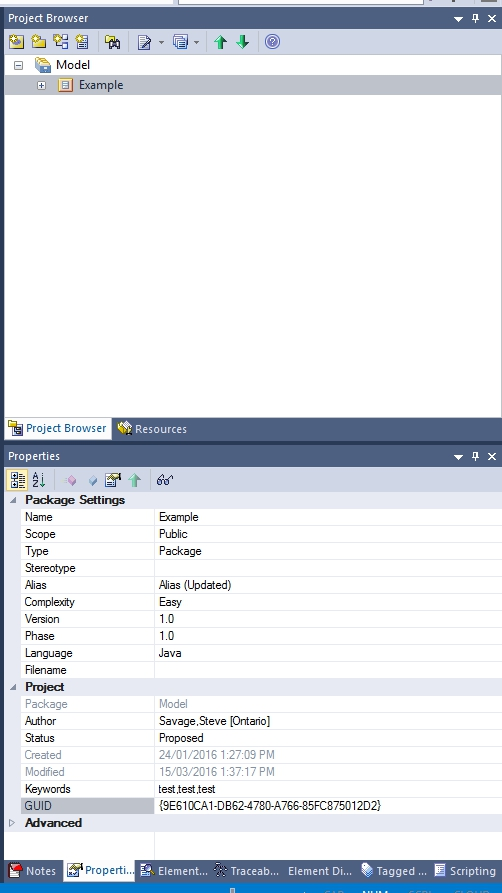 Project Browser
Model
Example
Project Browser Resources
Properties
Package Settings
Name Example
Scope Public
Type Package
Stereotype
Alias Alias (Updated)
Complexity Easy
Version 1.0
Phase 1.0
Language Java
Filename
Project
Package Model
Author Savage,Steve [Ontario]
Status Proposed
Created 24/01/2016 1:27:09 PM
Modified 15/03/2016 1:37:17 PM
Keywords test,test,test
GUID {9E610CA1-DB62-4780-A766-85FC875012D2}
Advanced
Notes Properti... Element... Traceab... Element Di... Tagged ... Scripting